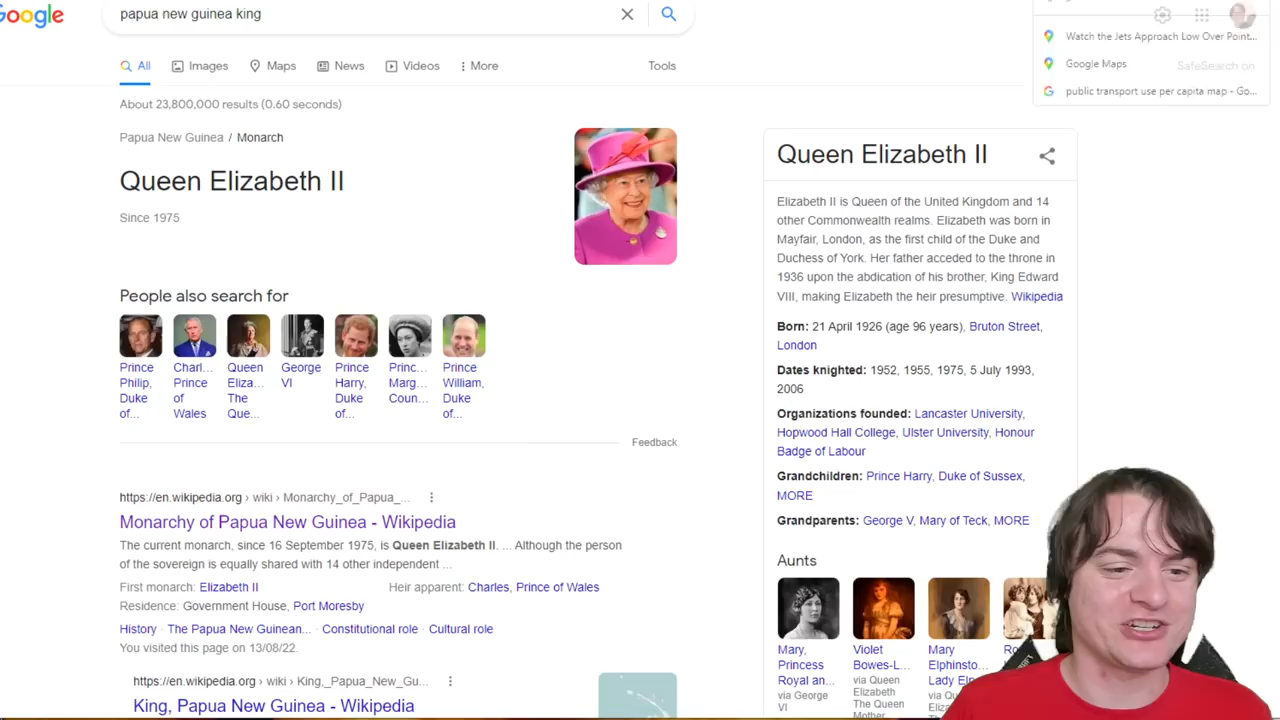 Google
papua new guinea king
Watch the Jets Approach Low Over Point...
Google Maps
SafeSearch on
public transport use per capita map - Go...
All
Images
Maps
News
Videos
More
Tools
About 23,800,000 results (0.60 seconds)
Papua New Guinea / Monarch
Queen Elizabeth II
Since 1975
People also search for
Prince Philip, Duke of...
Charl... Prince of Wales
Queen Eliza... The Que...
George VI
Prince Harry, Duke of...
Princ... Marg... Coun...
Prince William, Duke of...
Feedback
https://en.wikipedia.org › wiki › Monarchy_of_Papua_...
Monarchy of Papua New Guinea - Wikipedia
The current monarch, since 16 September 1975, is Queen Elizabeth II. ... Although the person
of the sovereign is equally shared with 14 other independent ...
First monarch: Elizabeth II
Heir apparent: Charles, Prince of Wales
Residence: Government House, Port Moresby
History · The Papua New Guinean... · Constitutional role · Cultural role
You visited this page on 13/08/22.
https://en.wikipedia.org › wiki › King,_Papua_New_Gu...
King, Papua New Guinea - Wikipedia
Queen Elizabeth II
Elizabeth II is Queen of the United Kingdom and 14
other Commonwealth realms. Elizabeth was born in
Mayfair, London, as the first child of the Duke and
Duchess of York. Her father acceded to the throne in
1936 upon the abdication of his brother, King Edward
VIII, making Elizabeth the heir presumptive. Wikipedia
Born: 21 April 1926 (age 96 years), Bruton Street,
London
Dates knighted: 1952, 1955, 1975, 5 July 1993,
2006
Organizations founded: Lancaster University,
Hopwood Hall College, Ulster University, Honour
Badge of Labour
Grandchildren: Prince Harry, Duke of Sussex,
MORE
Grandparents: George V, Mary of Teck, MORE
Aunts
Mary, Princess Royal an...
via George VI
Violet Bowes-L...
via Queen Elizabeth The Queen Mother
Mary Elphinsto... Lady Elp